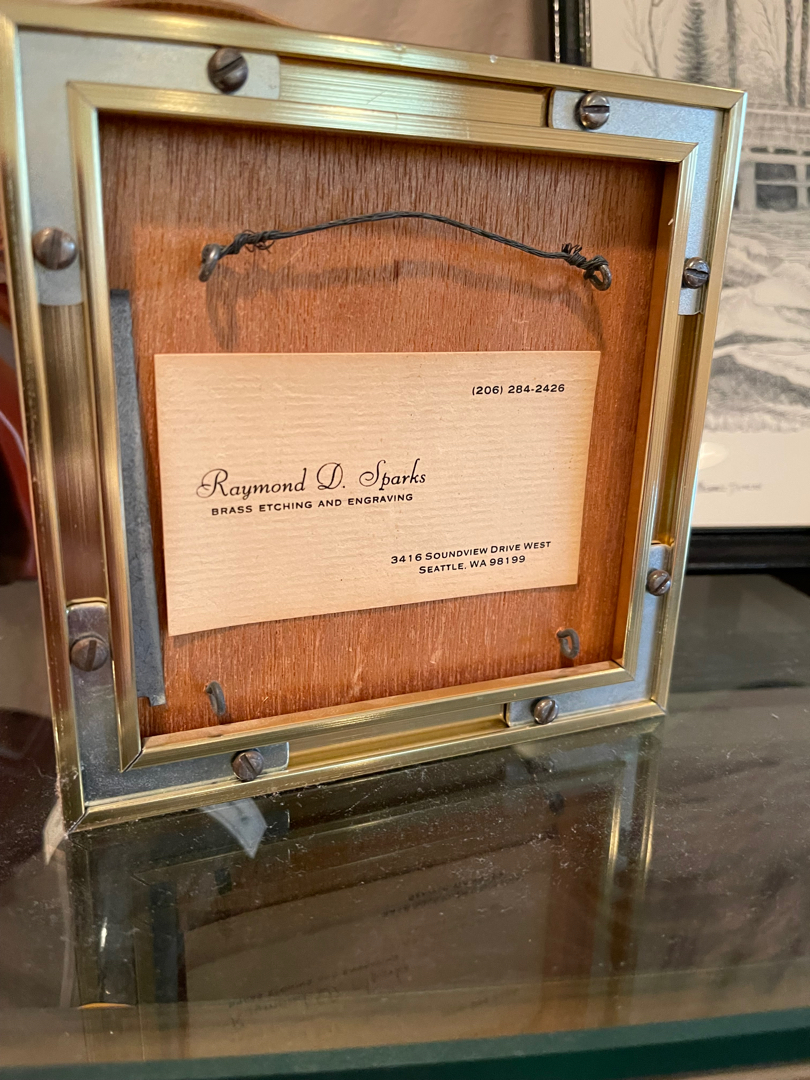 (206) 284-2426
Raymond D. Sparks
BRASS ETCHING AND ENGRAVING
3416 SOUNDVIEW DRIVE WEST
SEATTLE, WA 98199